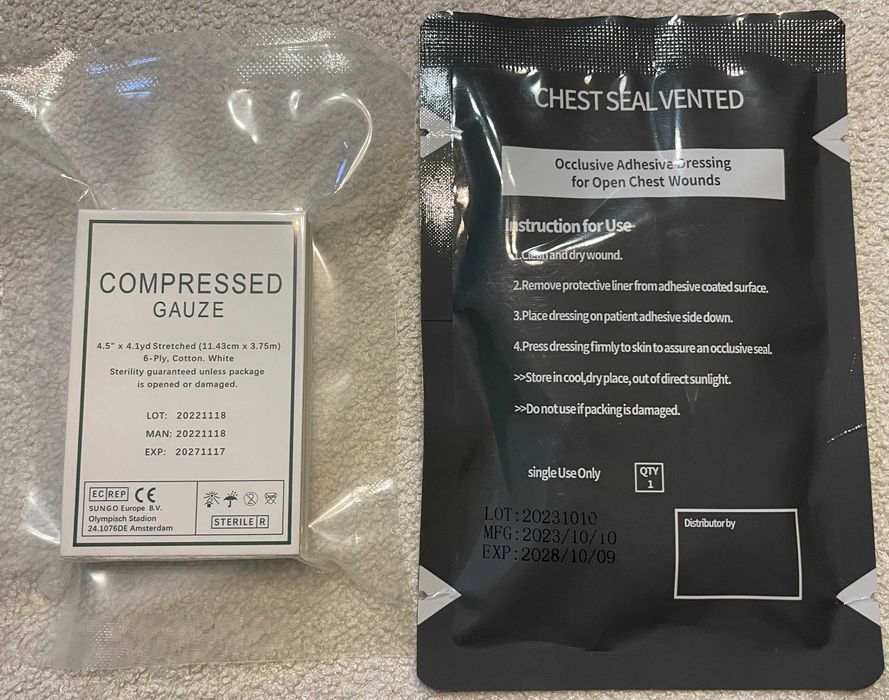 COMPRESSED
GAUZE
4.5" x 4.1yd Stretched (11.43cm x 3.75m)
6-Ply, Cotton. White
Sterility guaranteed unless package
is opened or damaged.
LOT: 20221118
MAN: 20221118
EXP: 20271117
EC REP CE
SUNGO Europe B.V.
Olympisch Stadion
24.1076DE Amsterdam
STERILE R
CHEST SEAL VENTED
Occlusive Adhesive Dressing
for Open Chest Wounds
Instruction for Use
1.Clean and dry wound.
2.Remove protective liner from adhesive coated surface.
3.Place dressing on patient adhesive side down.
4.Press dressing firmly to skin to assure an occlusive seal.
>>Store in cool,dry place, out of direct sunlight.
>>Do not use if packing is damaged.
single Use Only
QTY
1
LOT:20231010
MFG:2023/10/10
EXP:2028/10/09
Distributor by